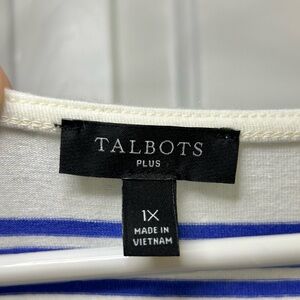 TALBOTS
PLUS
1X
MADE IN
VIETNAM